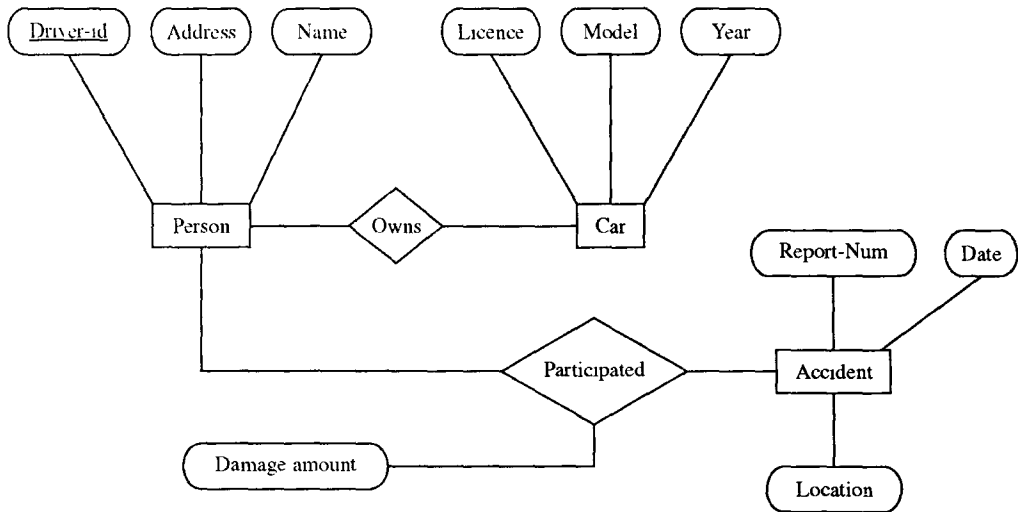 Driver-id Address Name Licence Model Year
Person Owns Car
Report-Num Date
Participated Accident
Damage amount
Location